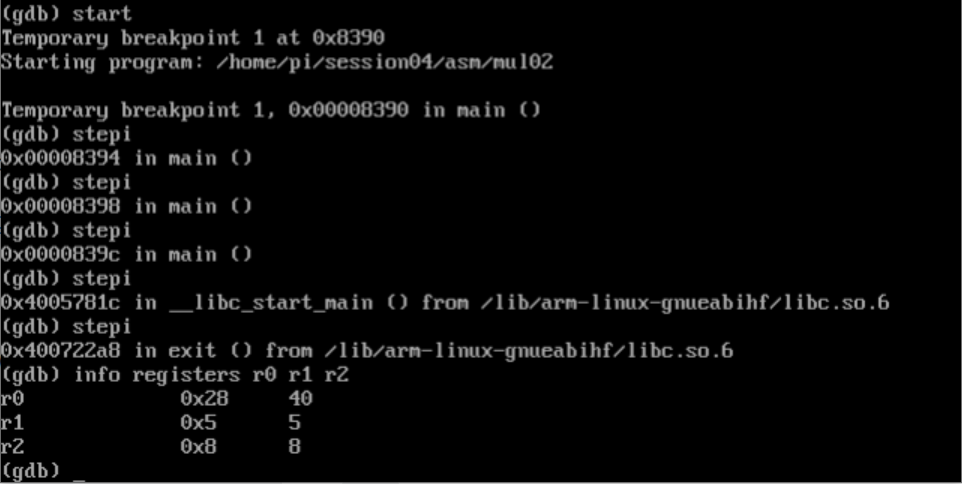 (gdb) start
Temporary breakpoint 1 at 0x8390
Starting program: /home/pi/session04/asm/mul02
Temporary breakpoint 1, 0x00008390 in main ()
(gdb) stepi
0x00008394 in main ()
(gdb) stepi
0x00008398 in main ()
(gdb) stepi
0x0000839c in main ()
(gdb) stepi
0x4005781c in __libc_start_main () from /lib/arm-linux-gnueabihf/libc.so.6
(gdb) stepi
0x400722a8 in exit () from /lib/arm-linux-gnueabihf/libc.so.6
(gdb) info registers r0 r1 r2
r0 0x28 40
r1 0x5 5
r2 0x8 8
(gdb) _